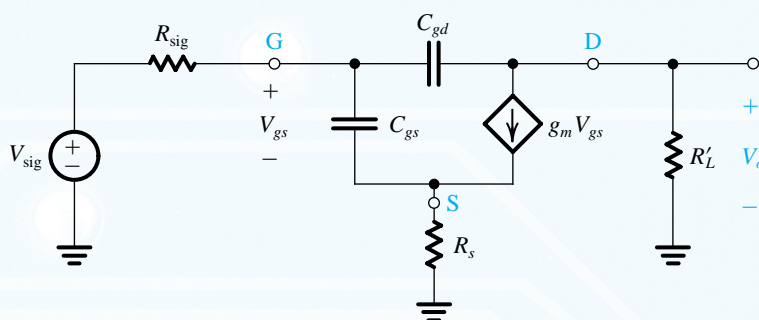 R_sig
C_gd
G
D
+
V_gs
−
C_gs
g_m V_gs
V_sig
+
−
R'_L
+
−
S
R_s